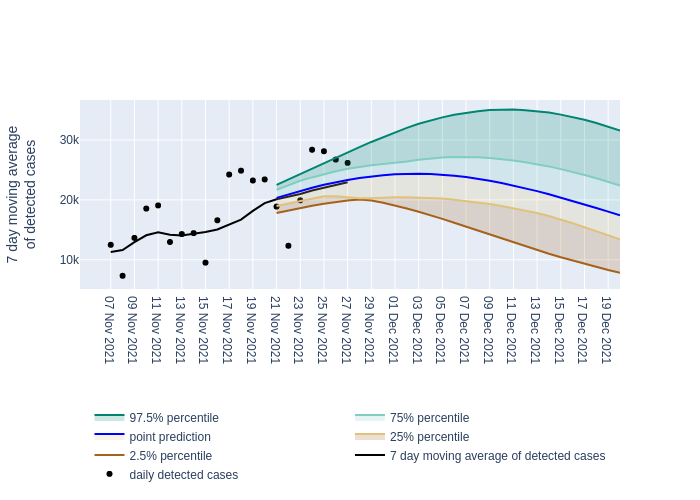 7 day moving average
of detected cases
30k
20k
10k
07 Nov 2021
09 Nov 2021
11 Nov 2021
13 Nov 2021
15 Nov 2021
17 Nov 2021
19 Nov 2021
21 Nov 2021
23 Nov 2021
25 Nov 2021
27 Nov 2021
29 Nov 2021
01 Dec 2021
03 Dec 2021
05 Dec 2021
07 Dec 2021
09 Dec 2021
11 Dec 2021
13 Dec 2021
15 Dec 2021
17 Dec 2021
19 Dec 2021
97.5% percentile
75% percentile
point prediction
25% percentile
2.5% percentile
7 day moving average of detected cases
daily detected cases